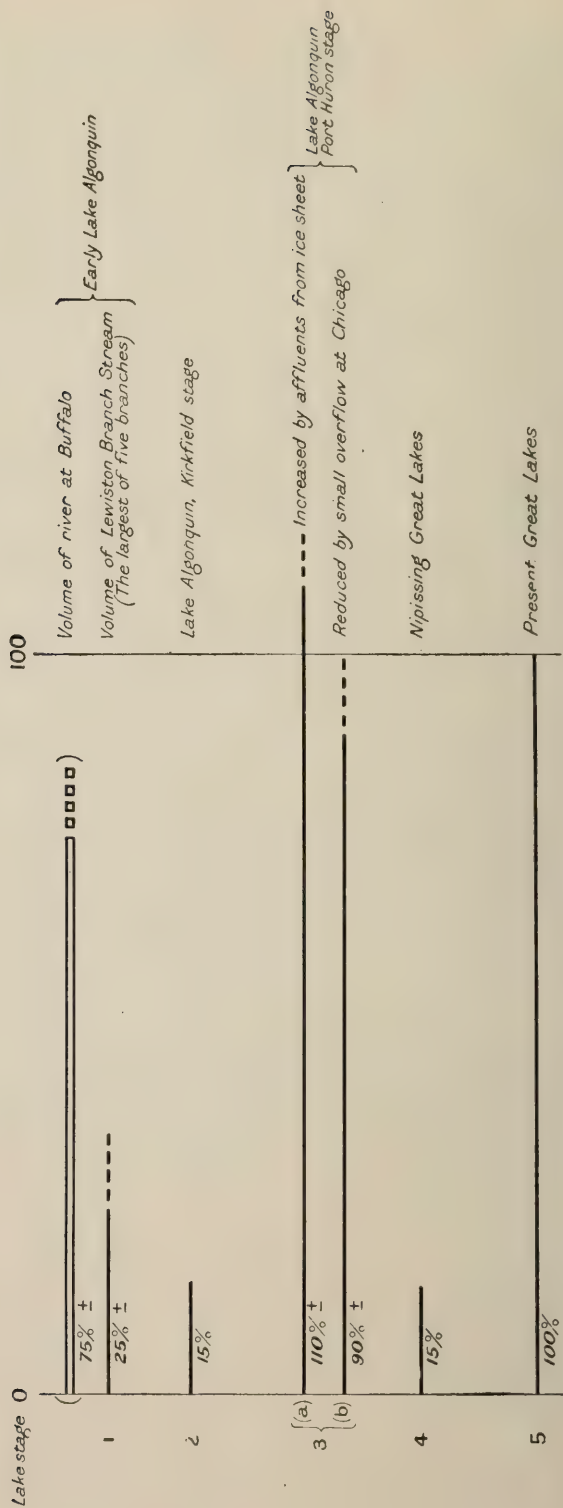 Lake stage 0 100
( ) Volume of river at Buffalo
75% ±
} Early Lake Algonquin
1 Volume of Lewiston Branch Stream
(The largest of five branches)
25% ±
2 Lake Algonquin, Kirkfield stage
15%
3 { (a) Increased by affluents from ice sheet
110% ±
} Lake Algonquin
Port Huron stage
(b) Reduced by small overflow at Chicago
90% ±
4 Nipissing Great Lakes
15%
5 Present Great Lakes
100%